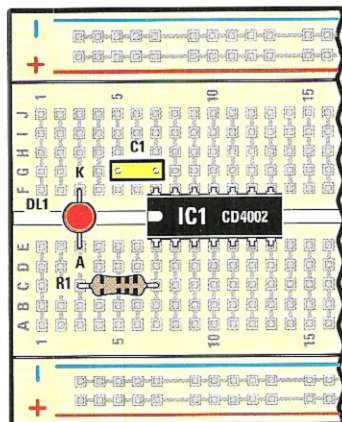 -
+
1 5 10 15
F G H I J
C1
K
DL1
IC1 CD4002
A
R1
A B C D E
1 5 10 15
-
+